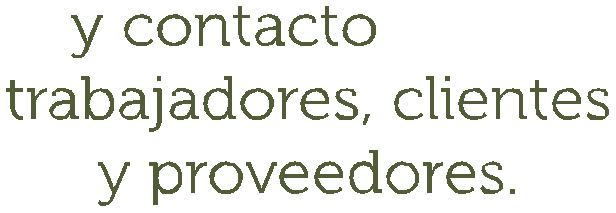 y contacto
trabajadores, clientes
y proveedores.